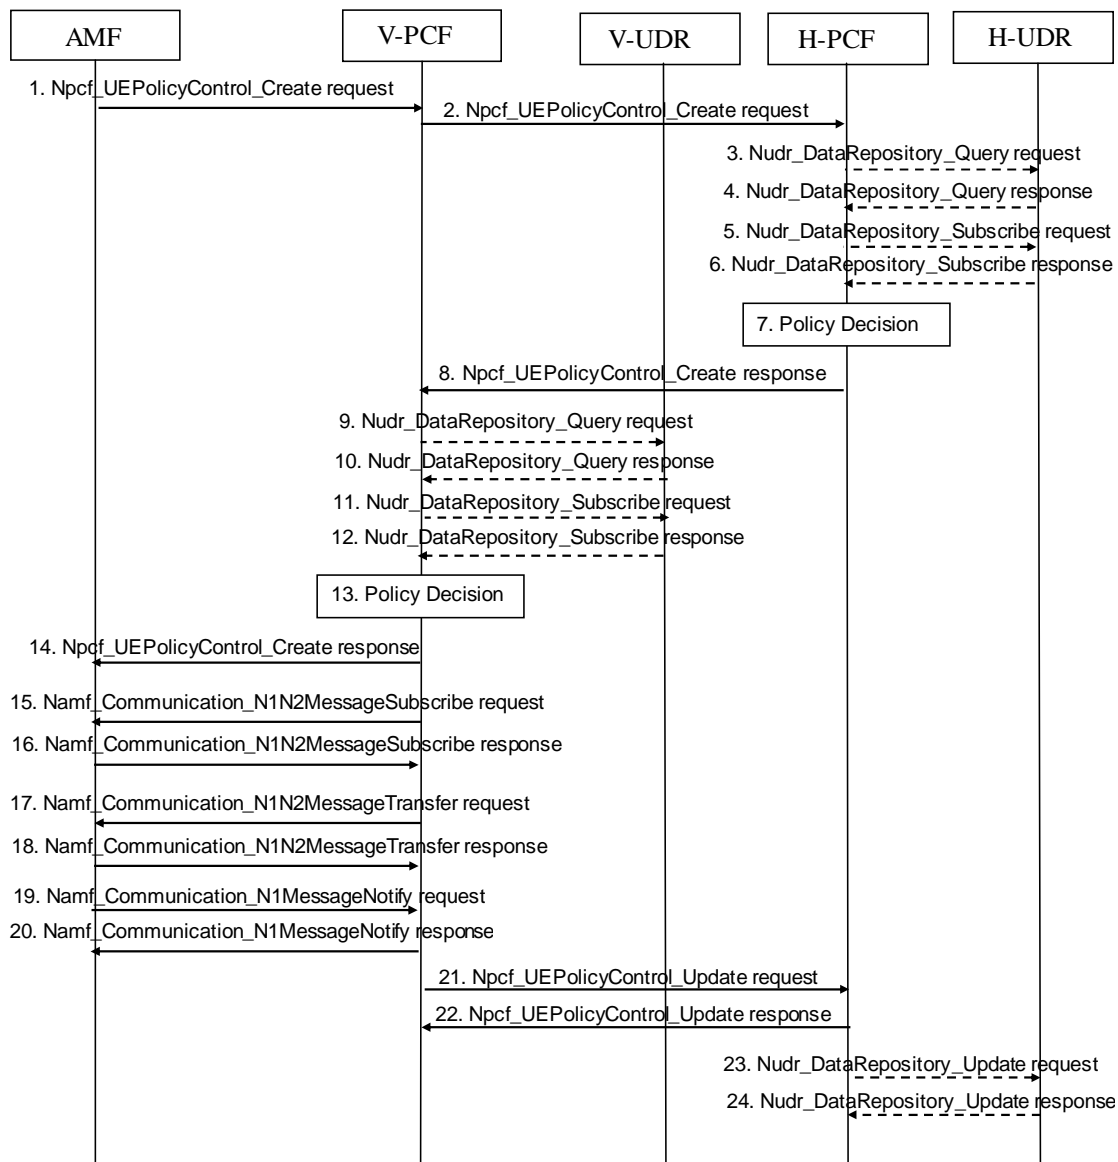 AMF
V-PCF
V-UDR
H-PCF
H-UDR
1. Npcf_UEPolicyControl_Create request
2. Npcf_UEPolicyControl_Create request
3. Nudr_DataRepository_Query request
4. Nudr_DataRepository_Query response
5. Nudr_DataRepository_Subscribe request
6. Nudr_DataRepository_Subscribe response
7. Policy Decision
8. Npcf_UEPolicyControl_Create response
9. Nudr_DataRepository_Query request
10. Nudr_DataRepository_Query response
11. Nudr_DataRepository_Subscribe request
12. Nudr_DataRepository_Subscribe response
13. Policy Decision
14. Npcf_UEPolicyControl_Create response
15. Namf_Communication_N1N2MessageSubscribe request
16. Namf_Communication_N1N2MessageSubscribe response
17. Namf_Communication_N1N2MessageTransfer request
18. Namf_Communication_N1N2MessageTransfer response
19. Namf_Communication_N1MessageNotify request
20. Namf_Communication_N1MessageNotify response
21. Npcf_UEPolicyControl_Update request
22. Npcf_UEPolicyControl_Update response
23. Nudr_DataRepository_Update request
24. Nudr_DataRepository_Update response